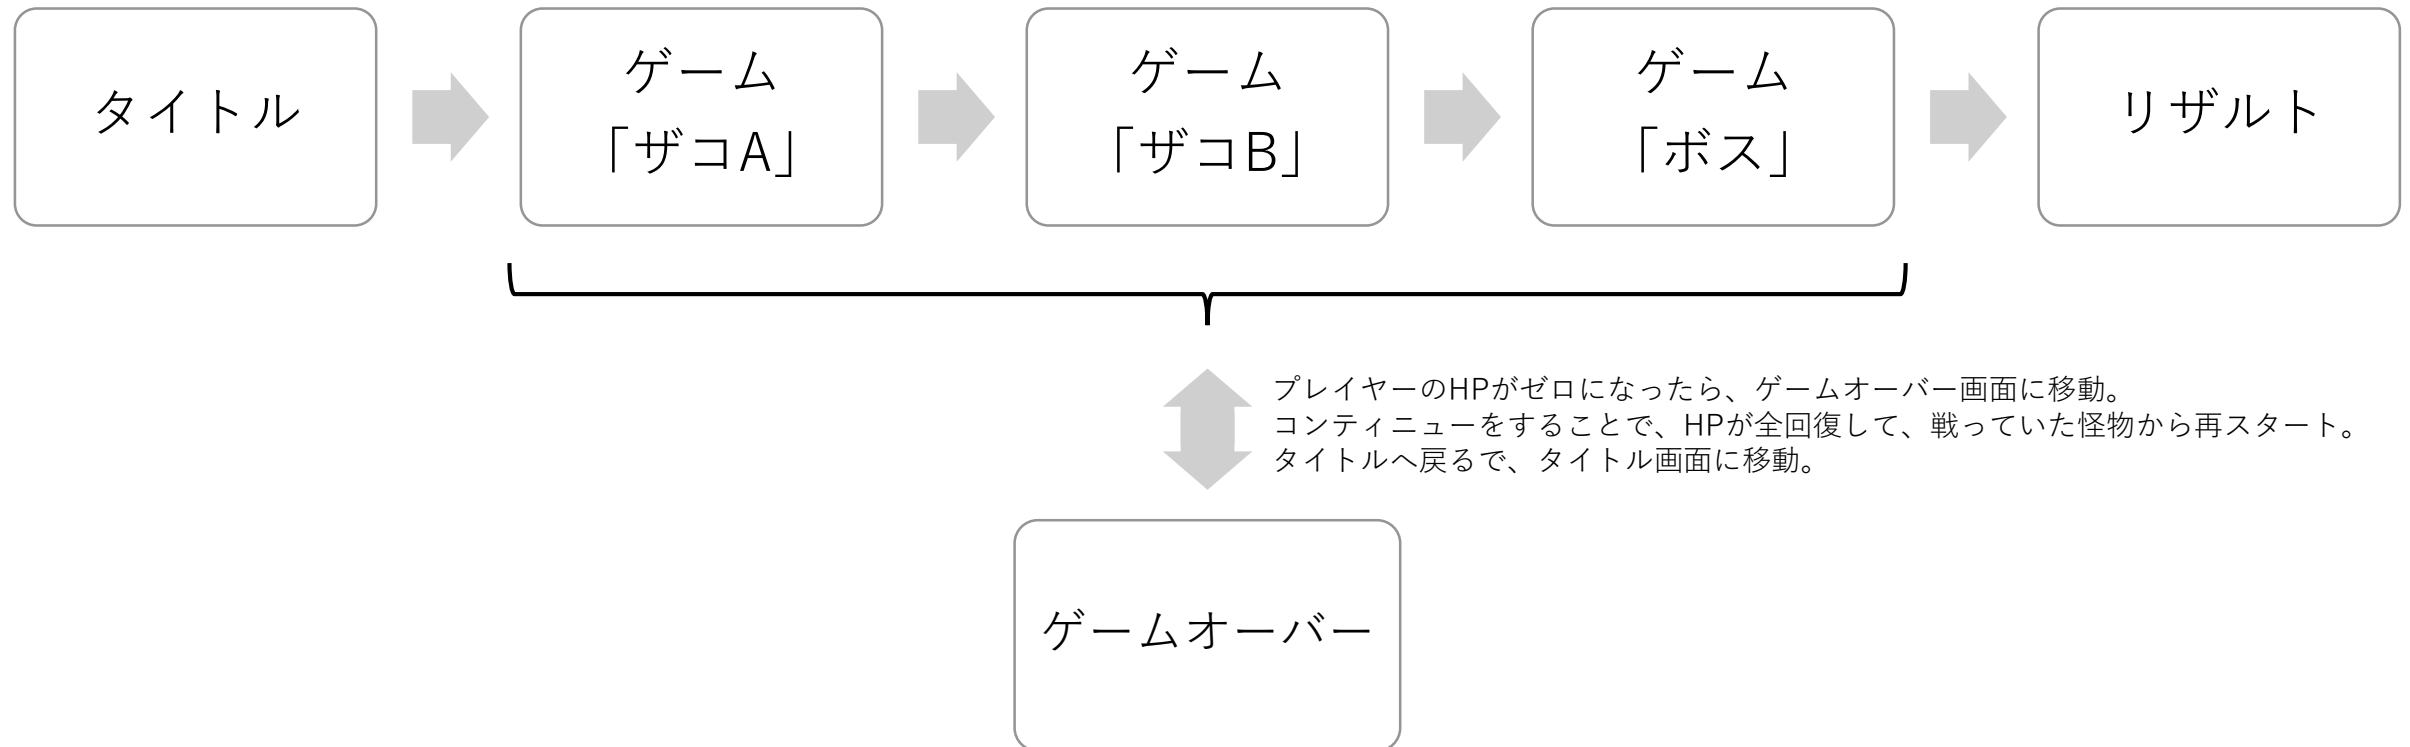 タイトル
ゲーム
「ザコA」
ゲーム
「ザコB」
ゲーム
「ボス」
リザルト
プレイヤーのHPがゼロになったら、ゲームオーバー画面に移動。
コンティニューをすることで、HPが全回復して、戦っていた怪物から再スタート。
タイトルへ戻るで、タイトル画面に移動。
ゲームオーバー